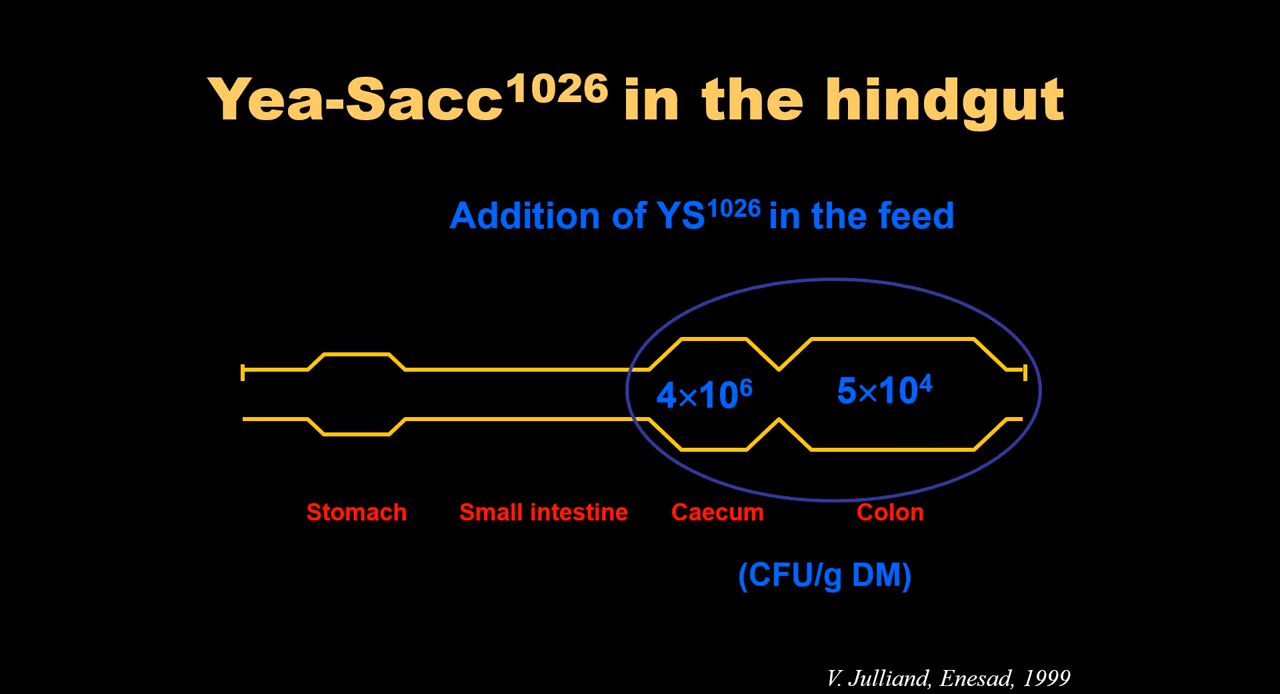 Yea-Sacc¹⁰²⁶ in the hindgut
Addition of YS¹⁰²⁶ in the feed
4×10⁶ 5×10⁴
Stomach Small intestine Caecum Colon
(CFU/g DM)
V. Julliand, Enesad, 1999